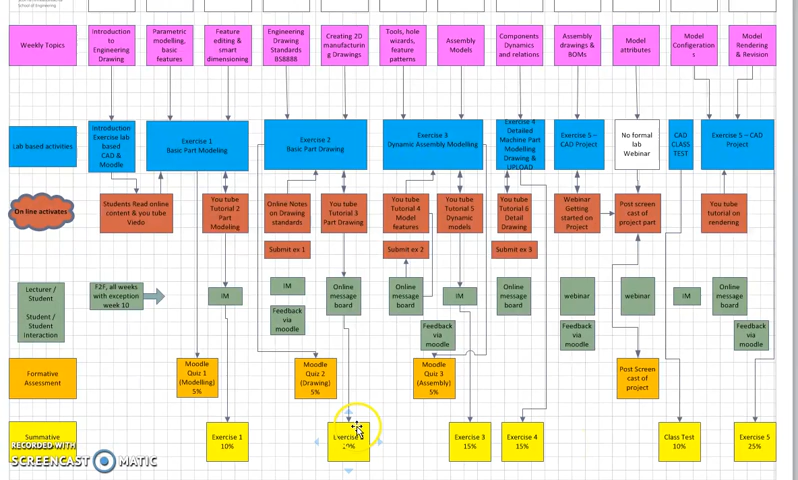 School of Engineering
Weekly Topics
Introduction
to
Engineering
Drawing
Parametric
modelling,
basic
features
Feature
editing &
smart
dimensioning
Engineering
Drawing
Standards
BS8888
Creating 2D
manufacturin
g Drawings
Tools, hole
wizards,
feature
patterns
Assembly
Models
Components
Dynamics
and relations
Assembly
drawings &
BOMs
Model
attributes
Model
Configeration
s
Model
Rendering
& Revision
Lab based activities
Introduction
Exercise lab
based
CAD &
Moodle
Exercise 1
Basic Part Modeling
Exercise 2
Basic Part Drawing
Exercise 3
Dynamic Assembly Modelling
Exercise 4
Detailed
Machine Part
Modelling
Drawing &
UPLOAD
Exercise 5 –
CAD Project
No formal
lab
Webinar
CAD
CLASS
TEST
Exercise 5 – CAD
Project
On line activates
Students Read online
content & you tube
Viedo
You tube
Tutorial 2
Part
Modaling
Online Notes
on Drawing
standards
You tube
Tutorial 3
Part Drawing
You tube
Tutorial 4
Model
features
You tube
Tutorial 5
Dynamic
models
You tube
Tutorial 6
Detail
Drawing
Webinar
Getting
started on
Project
Post screen
cast of
project part
You tube
tutorial on
rendering
Submit ex 1
Submit ex 2
Submit ex 3
Lecturer /
Student
Student /
Student
Interaction
F2F, all weeks
with exception
week 10
IM
IM
Online
message
board
Online
message
board
IM
Online
message
board
webinar
webinar
IM
Online
message
board
Feedback
via
moodle
Feedback
via
moodle
Feedback
via
moodle
Feedback
via
moodle
Formative
Assessment
Moodle
Quiz 1
(Modelling)
5%
Moodle
Quiz 2
(Drawing)
5%
Moodle
Quiz 3
(Assembly)
5%
Post Screen
cast of
project
Summative
Exercise 1
10%
Exercise 3
15%
Exercise 4
15%
Class Test
10%
Exercise 5
25%
RECORDED WITH
SCREENCAST MATIC